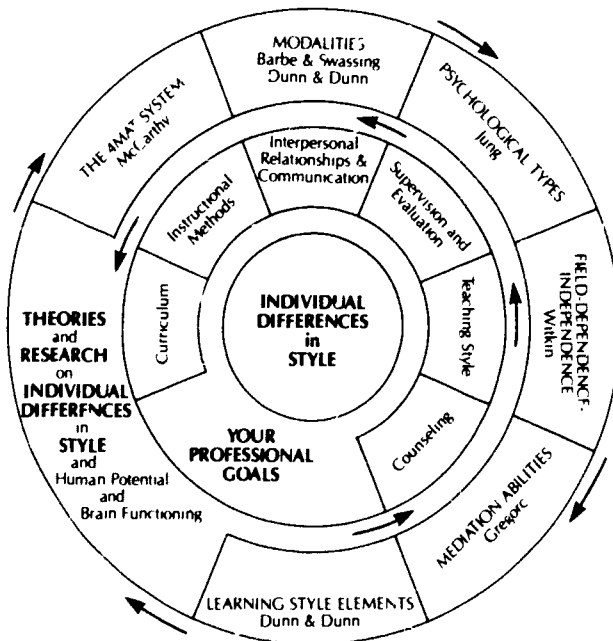 MODALITIES
Barbe & Swassing
Dunn & Dunn
PSYCHOLOGICAL TYPES
Jung
FIELD-DEPENDENCE-
INDEPENDENCE
Witkin
MEDIATION ABILITIES
Gregorc
LEARNING STYLE ELEMENTS
Dunn & Dunn
THEORIES
and
RESEARCH
on
INDIVIDUAL
DIFFERENCES
in
STYLE
and
Human Potential
and
Brain Functioning
THE 4MAT SYSTEM
McCarthy
Interpersonal
Relationships &
Communication
Supervision and
Evaluation
Teaching Style
Counseling
YOUR
PROFESSIONAL
GOALS
Curriculum
Instructional
Methods
INDIVIDUAL
DIFFERENCES
in
STYLE